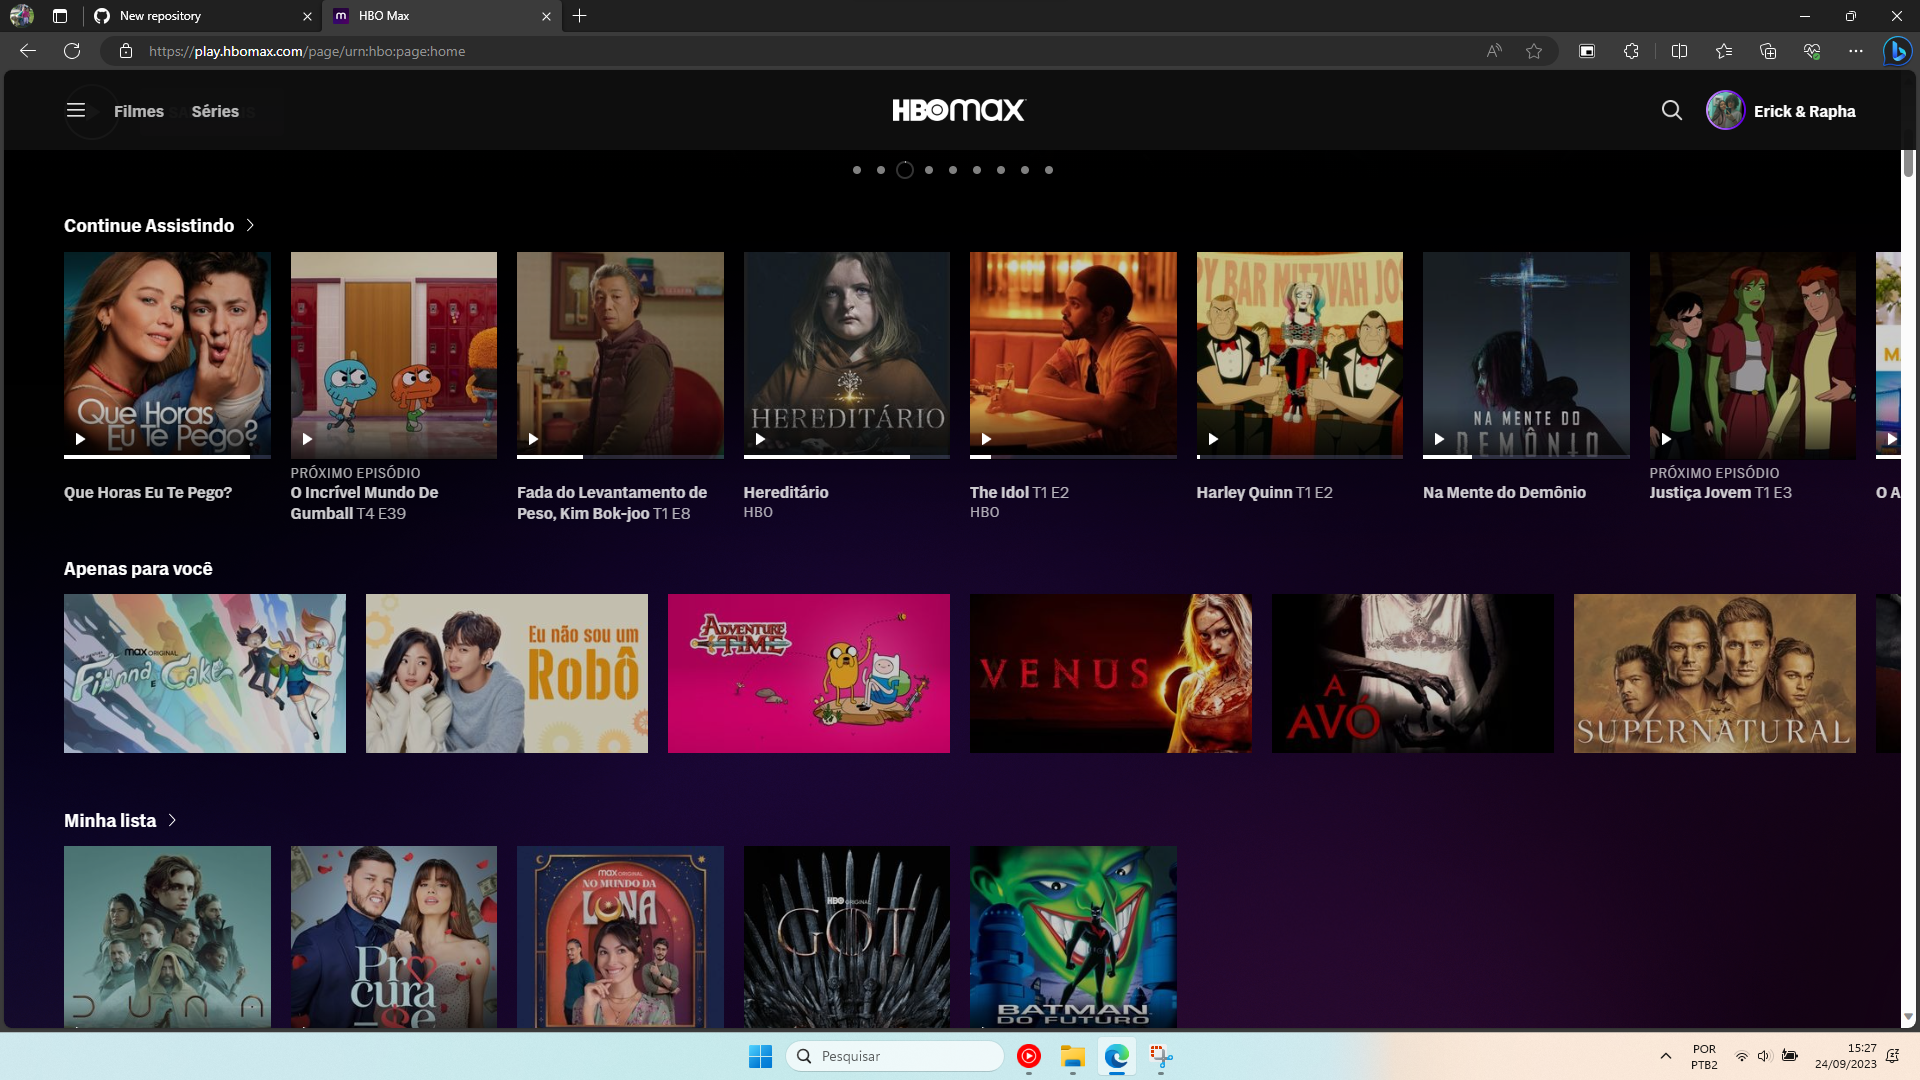 New repository
HBO Max
https://play.hbomax.com/page/urn:hbo:page:home
Filmes
Séries
HBOmax
Erick & Rapha
Continue Assistindo
Que Horas
Eu Te Pego?
HEREDITÁRIO
PY BAR MITZVAH JOS
NA MENTE DO
DEMÔNIO
Que Horas Eu Te Pego?
PRÓXIMO EPISÓDIO
O Incrível Mundo De
Gumball T4 E39
Fada do Levantamento de
Peso, Kim Bok-joo T1 E8
Hereditário
HBO
The Idol T1 E2
HBO
Harley Quinn T1 E2
Na Mente do Demônio
PRÓXIMO EPISÓDIO
Justiça Jovem T1 E3
O A
Apenas para você
max ORIGINAL
Fionna e Cake
Eu não sou um
Robô
ADVENTURE
TIME
VENUS
A
AVÓ
SUPERNATURAL
Minha lista
DUNA
Procura
-se
max ORIGINAL
NO MUNDO DA
LUNA
HBO ORIGINAL
GOT
BATMAN
DO FUTURO
Pesquisar
POR
PTB2
15:27
24/09/2023